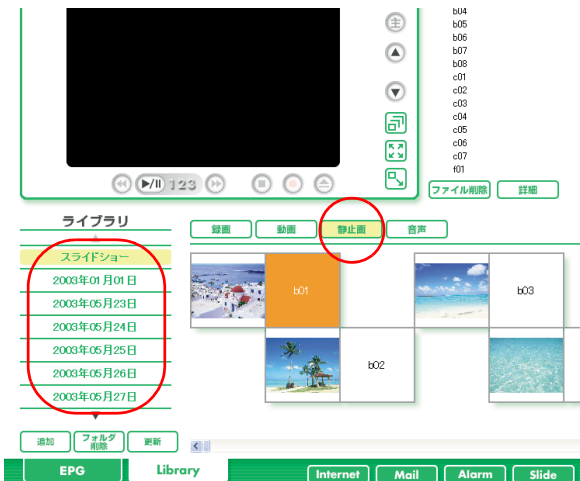 b04
b05
b06
b07
b08
c01
c02
c03
c04
c05
c06
c07
f01
主
123
ファイル削除
詳細
ライブラリ
スライドショー
2003年01月01日
2003年05月23日
2003年05月24日
2003年05月25日
2003年05月26日
2003年05月27日
追加
フォルダ
削除
更新
録画
動画
静止画
音声
b01
b03
b02
EPG
Library
Internet
Mail
Alarm
Slide